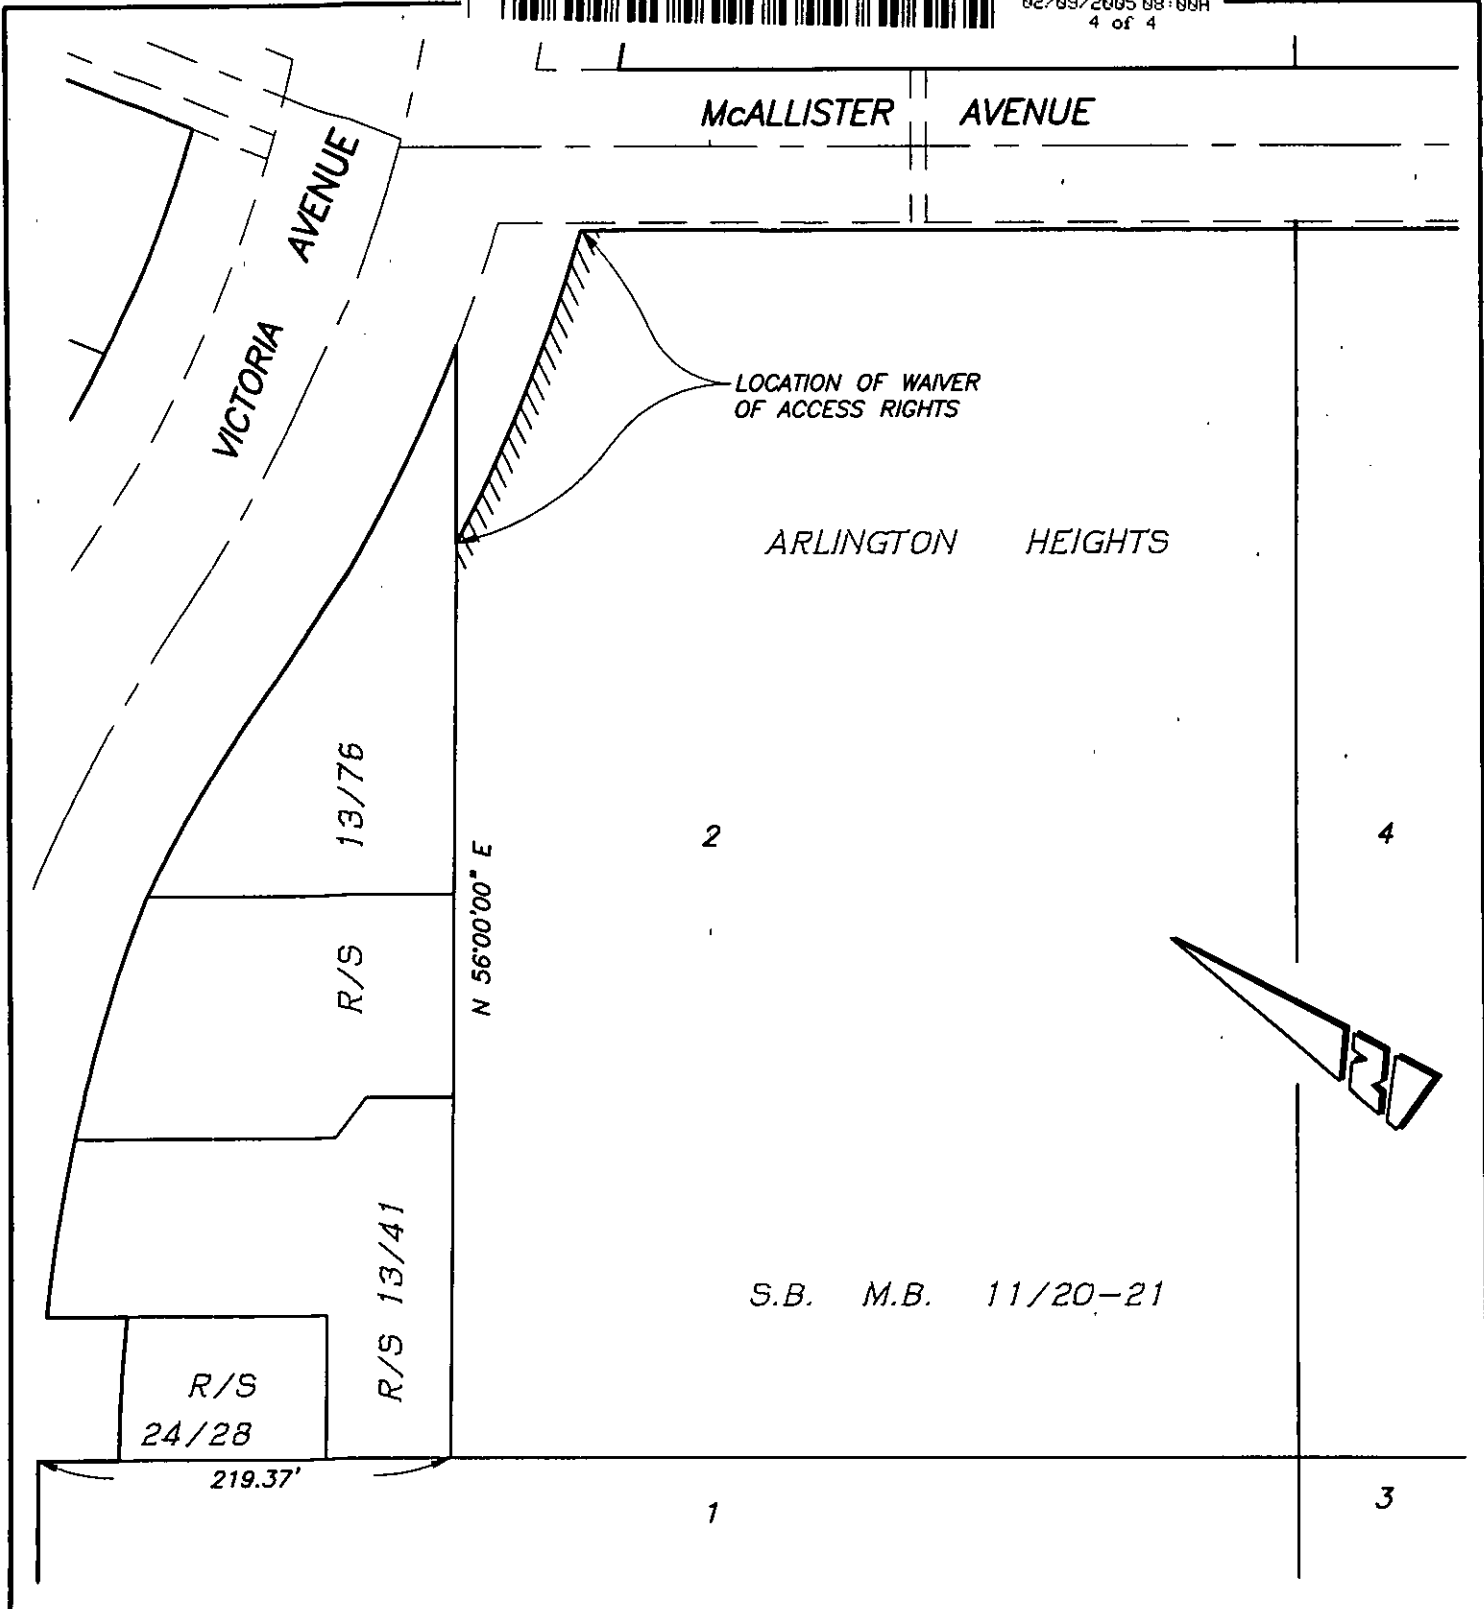 02/09/2005 08:00A
4 of 4
McALLISTER AVENUE
VICTORIA AVENUE
LOCATION OF WAIVER
OF ACCESS RIGHTS
ARLINGTON HEIGHTS
R/S 13/76
N 56°00'00" E
2
4
N
R/S 13/41
S.B. M.B. 11/20-21
R/S
24/28
219.37'
1
3